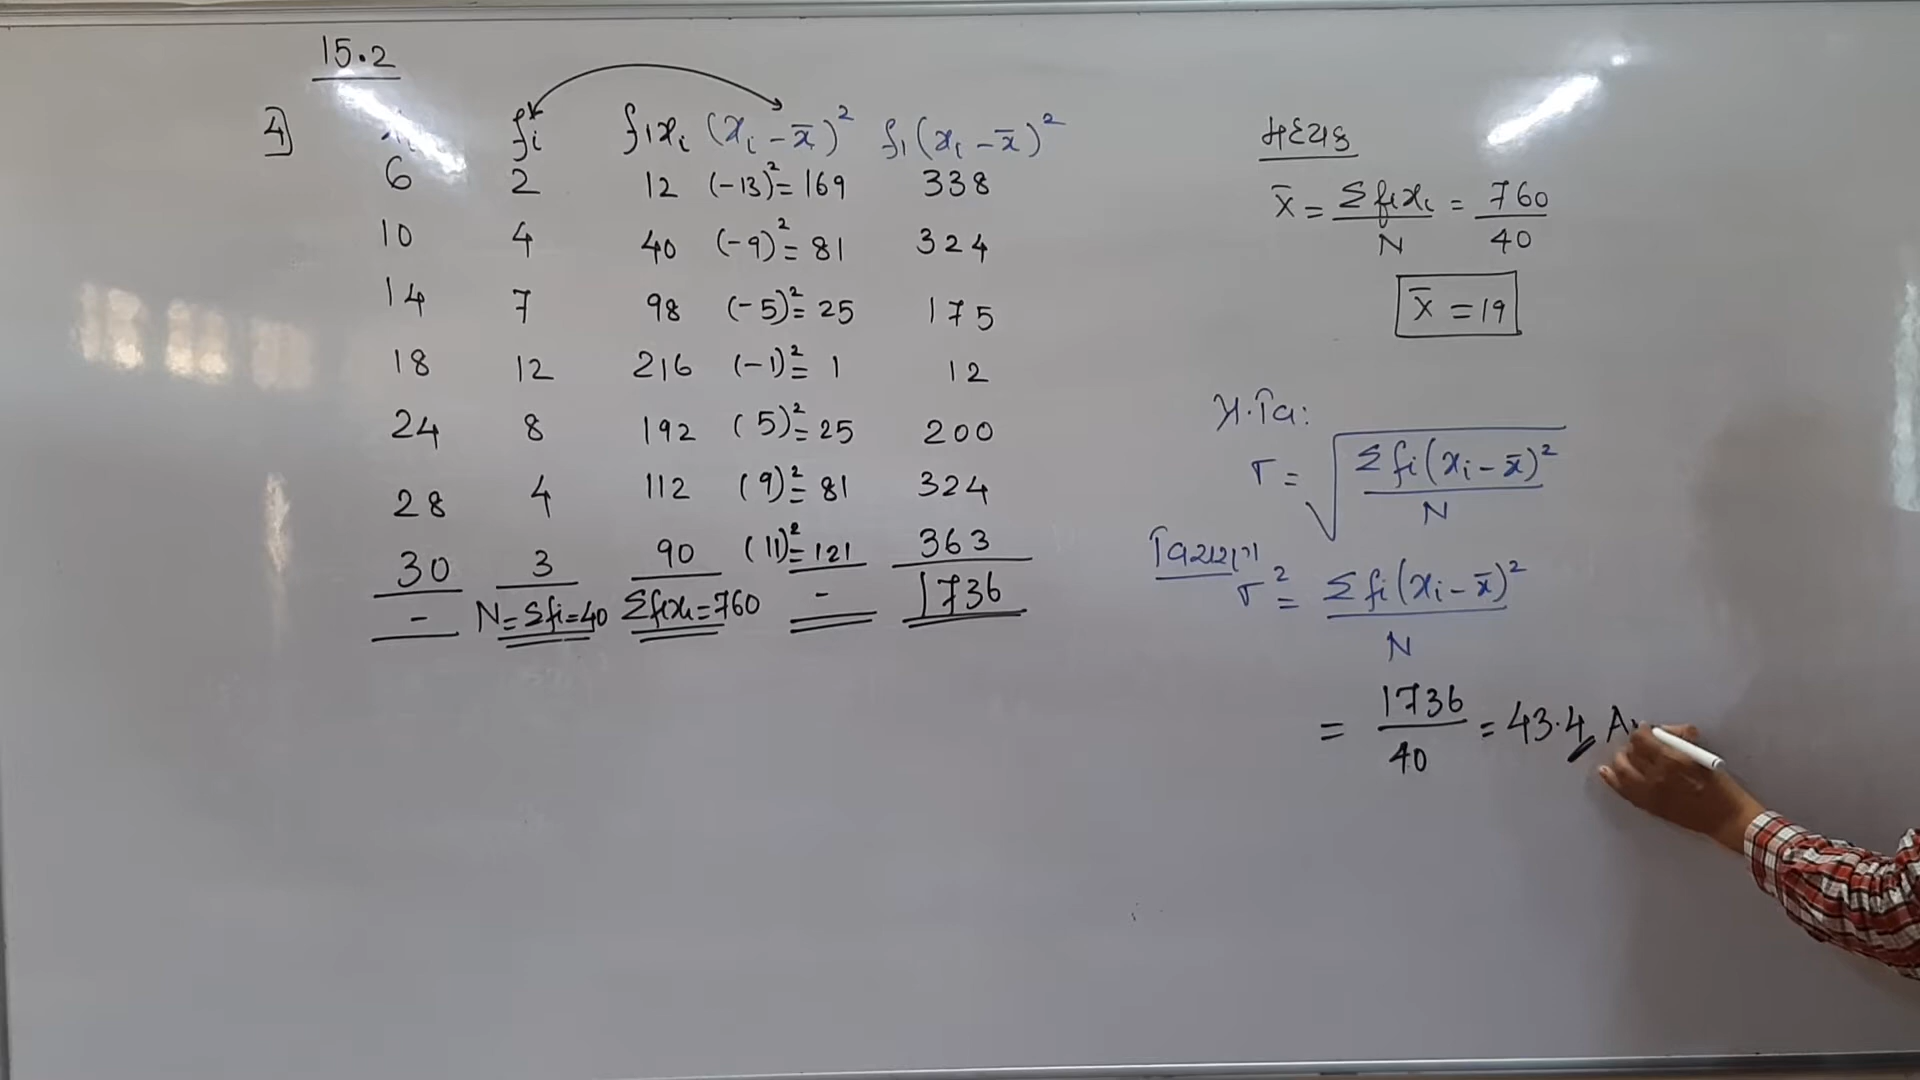 15.2
4] xi fi f1xi (xi – x̄)² f1(xi – x̄)²
6 2 12 (-13)² = 169 338
10 4 40 (-9)² = 81 324
14 7 98 (-5)² = 25 175
18 12 216 (-1)² = 1 12
24 8 192 (5)² = 25 200
28 4 112 (9)² = 81 324
30 3 90 (11)² = 121 363
- N = Σfi = 40 Σfixi = 760 - 1736
મધ્યક
x̄ = Σfixi / N = 760 / 40
x̄ = 19
પ્ર.વિ:
σ = √(Σfi(xi – x̄)² / N)
વિચરણ
σ² = Σfi(xi – x̄)² / N
= 1736 / 40 = 43.4